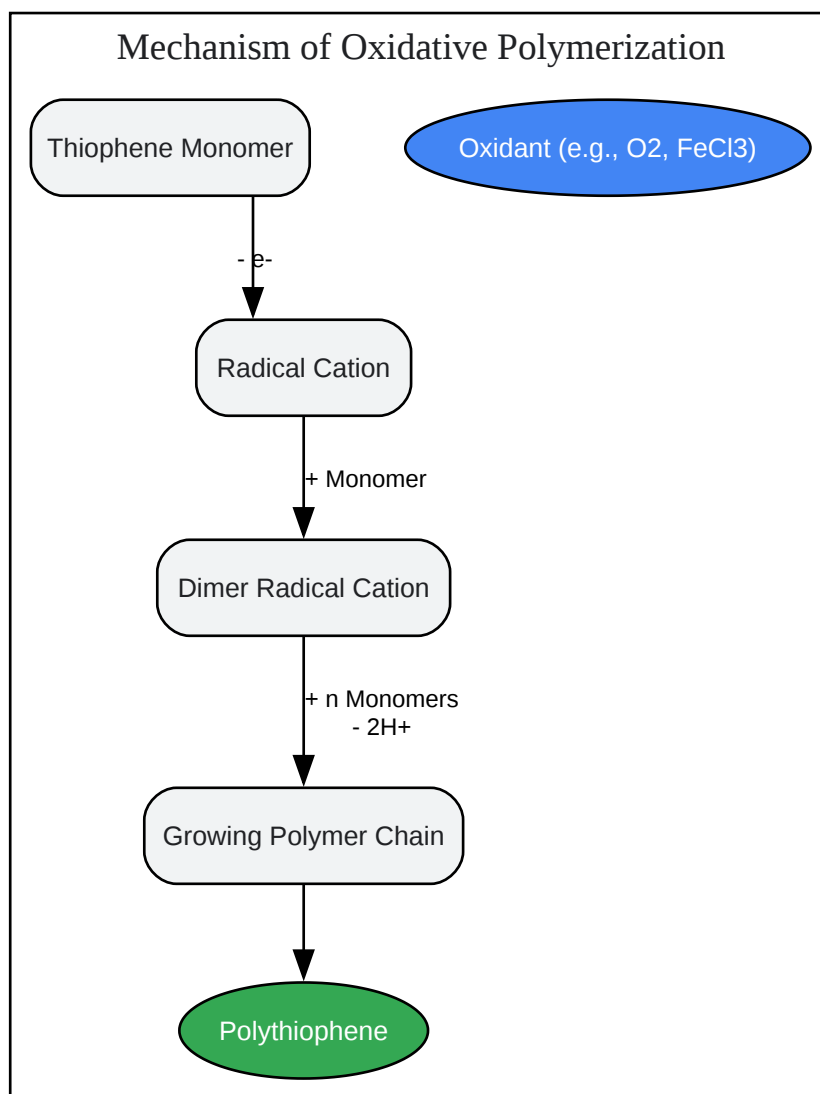 Mechanism of Oxidative Polymerization
Thiophene Monomer
Oxidant (e.g., O2, FeCl3)
- e-
Radical Cation
+ Monomer
Dimer Radical Cation
+ n Monomers
- 2H+
Growing Polymer Chain
Polythiophene